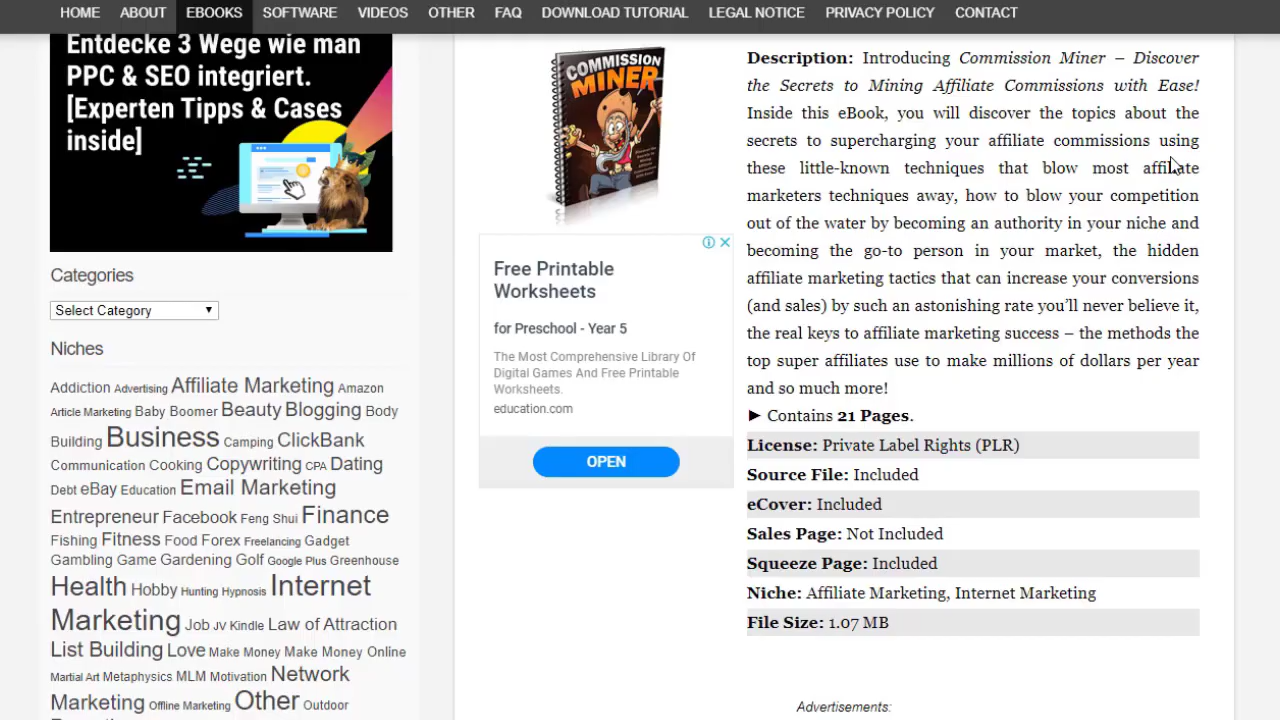 HOME ABOUT EBOOKS SOFTWARE VIDEOS OTHER FAQ DOWNLOAD TUTORIAL LEGAL NOTICE PRIVACY POLICY CONTACT
Entdecke 3 Wege wie man
PPC & SEO integriert.
[Experten Tipps & Cases
inside]
Categories
Select Category
Niches
Addiction Advertising Affiliate Marketing Amazon
Article Marketing Baby Boomer Beauty Blogging Body
Building Business Camping ClickBank
Communication Cooking Copywriting CPA Dating
Debt eBay Education Email Marketing
Entrepreneur Facebook Feng Shui Finance
Fishing Fitness Food Forex Freelancing Gadget
Gambling Game Gardening Golf Google Plus Greenhouse
Health Hobby Hunting Hypnosis Internet
Marketing Job JV Kindle Law of Attraction
List Building Love Make Money Make Money Online
Martial Art Metaphysics MLM Motivation Network
Marketing Offline Marketing Other Outdoor
COMMISSION
MINER
Free Printable
Worksheets
for Preschool - Year 5
The Most Comprehensive Library Of
Digital Games And Free Printable
Worksheets.
education.com
OPEN
Description: Introducing Commission Miner – Discover
the Secrets to Mining Affiliate Commissions with Ease!
Inside this eBook, you will discover the topics about the
secrets to supercharging your affiliate commissions using
these little-known techniques that blow most affiliate
marketers techniques away, how to blow your competition
out of the water by becoming an authority in your niche and
becoming the go-to person in your market, the hidden
affiliate marketing tactics that can increase your conversions
(and sales) by such an astonishing rate you’ll never believe it,
the real keys to affiliate marketing success – the methods the
top super affiliates use to make millions of dollars per year
and so much more!
► Contains 21 Pages.
License: Private Label Rights (PLR)
Source File: Included
eCover: Included
Sales Page: Not Included
Squeeze Page: Included
Niche: Affiliate Marketing, Internet Marketing
File Size: 1.07 MB
Advertisements: